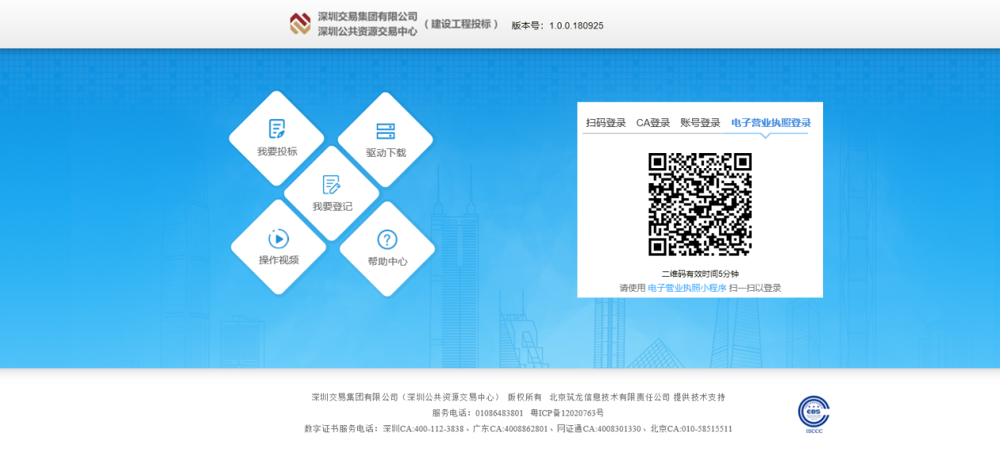 深圳交易集团有限公司
深圳公共资源交易中心
（建设工程投标）
版本号：1.0.0.180925
我要投标
驱动下载
我要登记
操作视频
帮助中心
扫码登录 CA登录 账号登录 电子营业执照登录
二维码有效时间5分钟
请使用 电子营业执照小程序 扫一扫以登录
深圳交易集团有限公司（深圳公共资源交易中心） 版权所有 北京筑龙信息技术有限责任公司 提供技术支持
服务电话：01086483801 粤ICP备12020763号
数字证书服务电话：深圳CA:400-112-3838、广东CA:4008862801、网证通CA:4008301330、北京CA:010-58515511
EBS
ISCCC